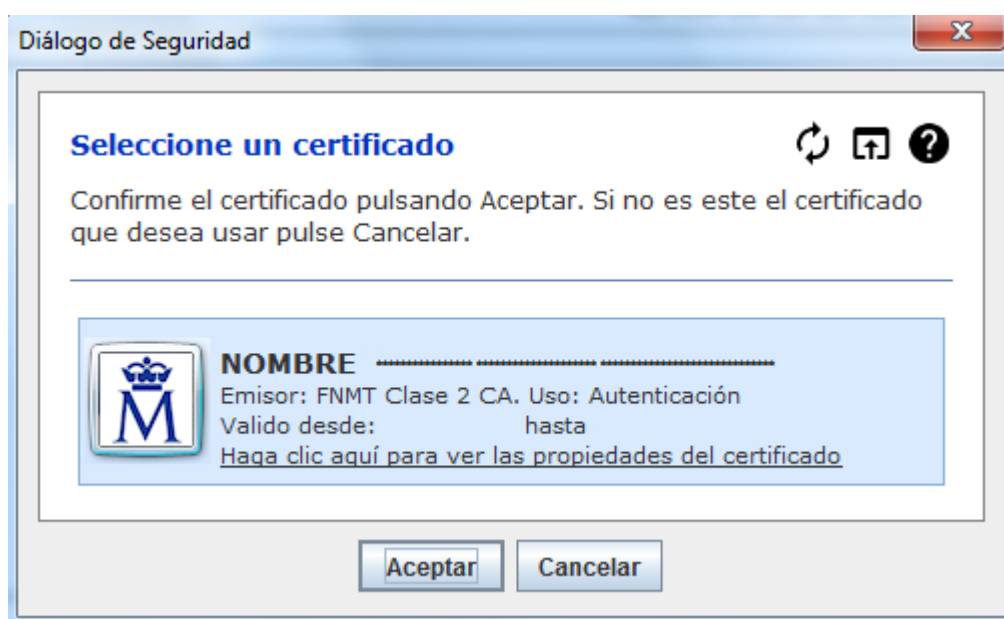 Diálogo de Seguridad
Seleccione un certificado
Confirme el certificado pulsando Aceptar. Si no es este el certificado
que desea usar pulse Cancelar.
NOMBRE
Emisor: FNMT Clase 2 CA. Uso: Autenticación
Valido desde: hasta
Haga clic aquí para ver las propiedades del certificado
Aceptar Cancelar